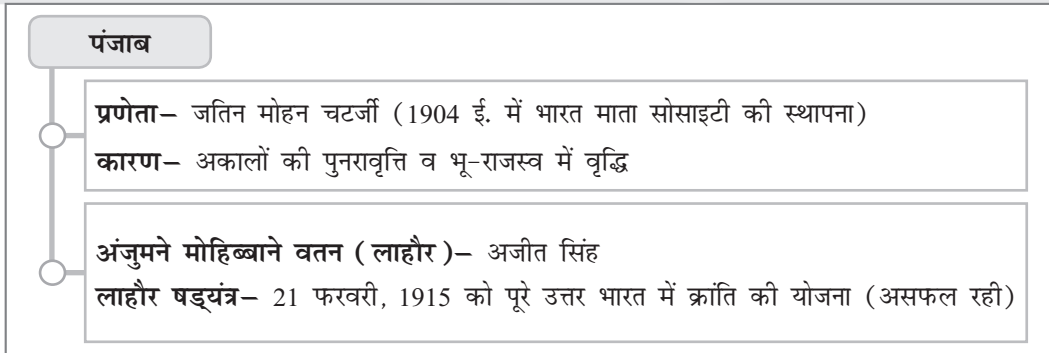 पंजाब
प्रणेता– जतिन मोहन चटर्जी (1904 ई. में भारत माता सोसाइटी की स्थापना)
कारण– अकालों की पुनरावृत्ति व भू-राजस्व में वृद्धि
अंजुमने मोहिब्बाने वतन (लाहौर)– अजीत सिंह
लाहौर षड्यंत्र– 21 फरवरी, 1915 को पूरे उत्तर भारत में क्रांति की योजना (असफल रही)